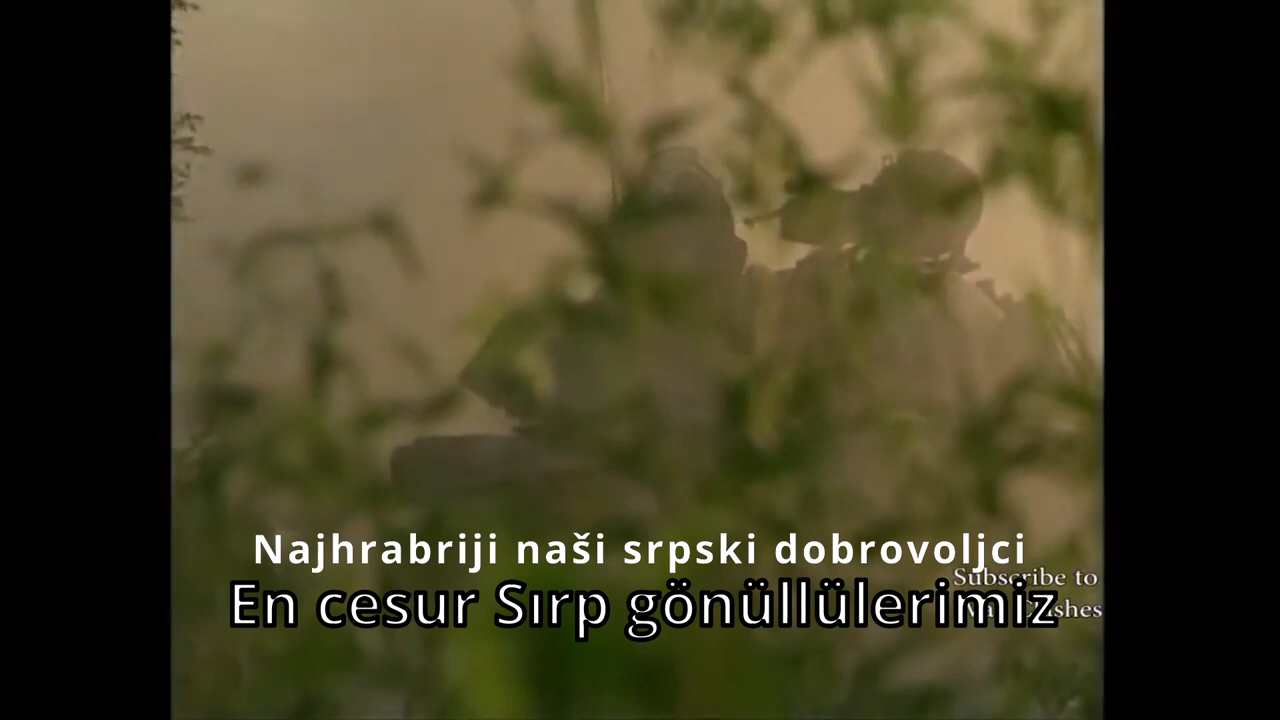 Najhrabriji naši srpski dobrovoljci
En cesur Sırp gönüllülerimiz
Subscribe to